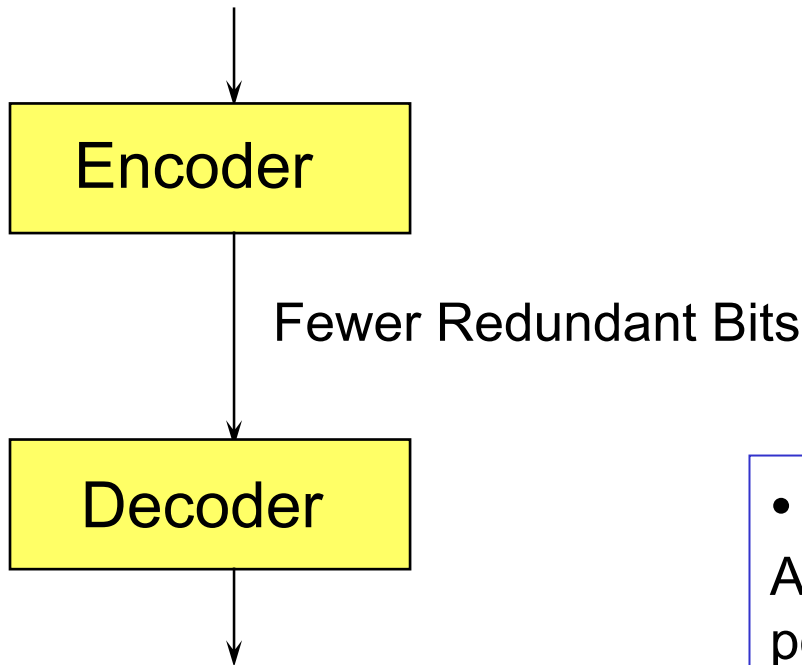 Encoder
Fewer Redundant Bits
Decoder
•